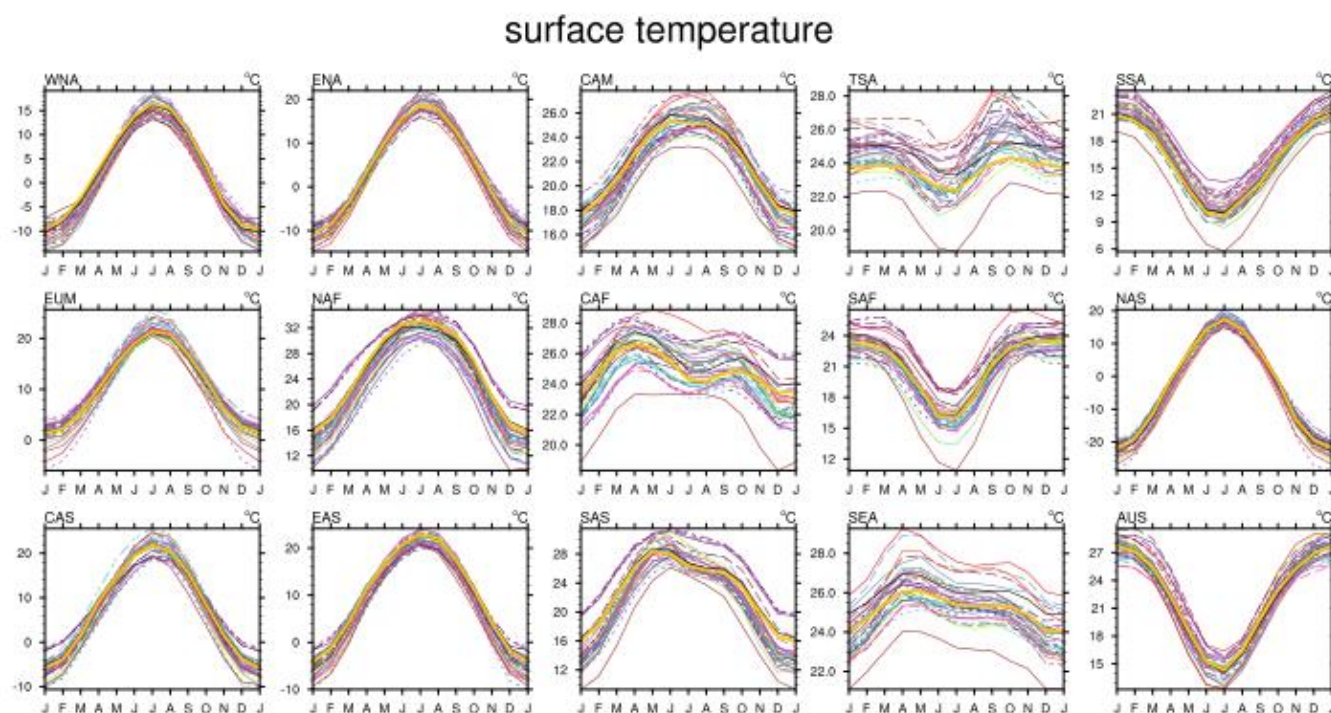 surface temperature
WNA °C ENA °C CAM °C TSA °C SSA °C
15 20 26.0 28.0 21
10 24.0 26.0 18
5 10 22.0 24.0 15
0 0 20.0 22.0 12
-5 18.0 20.0 9
-10 -10 16.0 6
J F M A M J J A S O N D J J F M A M J J A S O N D J J F M A M J J A S O N D J J F M A M J J A S O N D J J F M A M J J A S O N D J
EUM °C NAF °C CAF °C SAF °C NAS °C
20 32 28.0 24 20
28 26.0 21 10
10 24 24.0 18 0
20 22.0 15 -10
0 16 20.0 11 -20
10
J F M A M J J A S O N D J J F M A M J J A S O N D J J F M A M J J A S O N D J J F M A M J J A S O N D J J F M A M J J A S O N D J
CAS °C EAS °C SAS °C SEA °C AUS °C
20 20 28 28.0 27
24 26.0 24
10 10 20 24.0 21
0 0 16 22.0 18
-10 -10 12 15
J F M A M J J A S O N D J J F M A M J J A S O N D J J F M A M J J A S O N D J J F M A M J J A S O N D J J F M A M J J A S O N D J